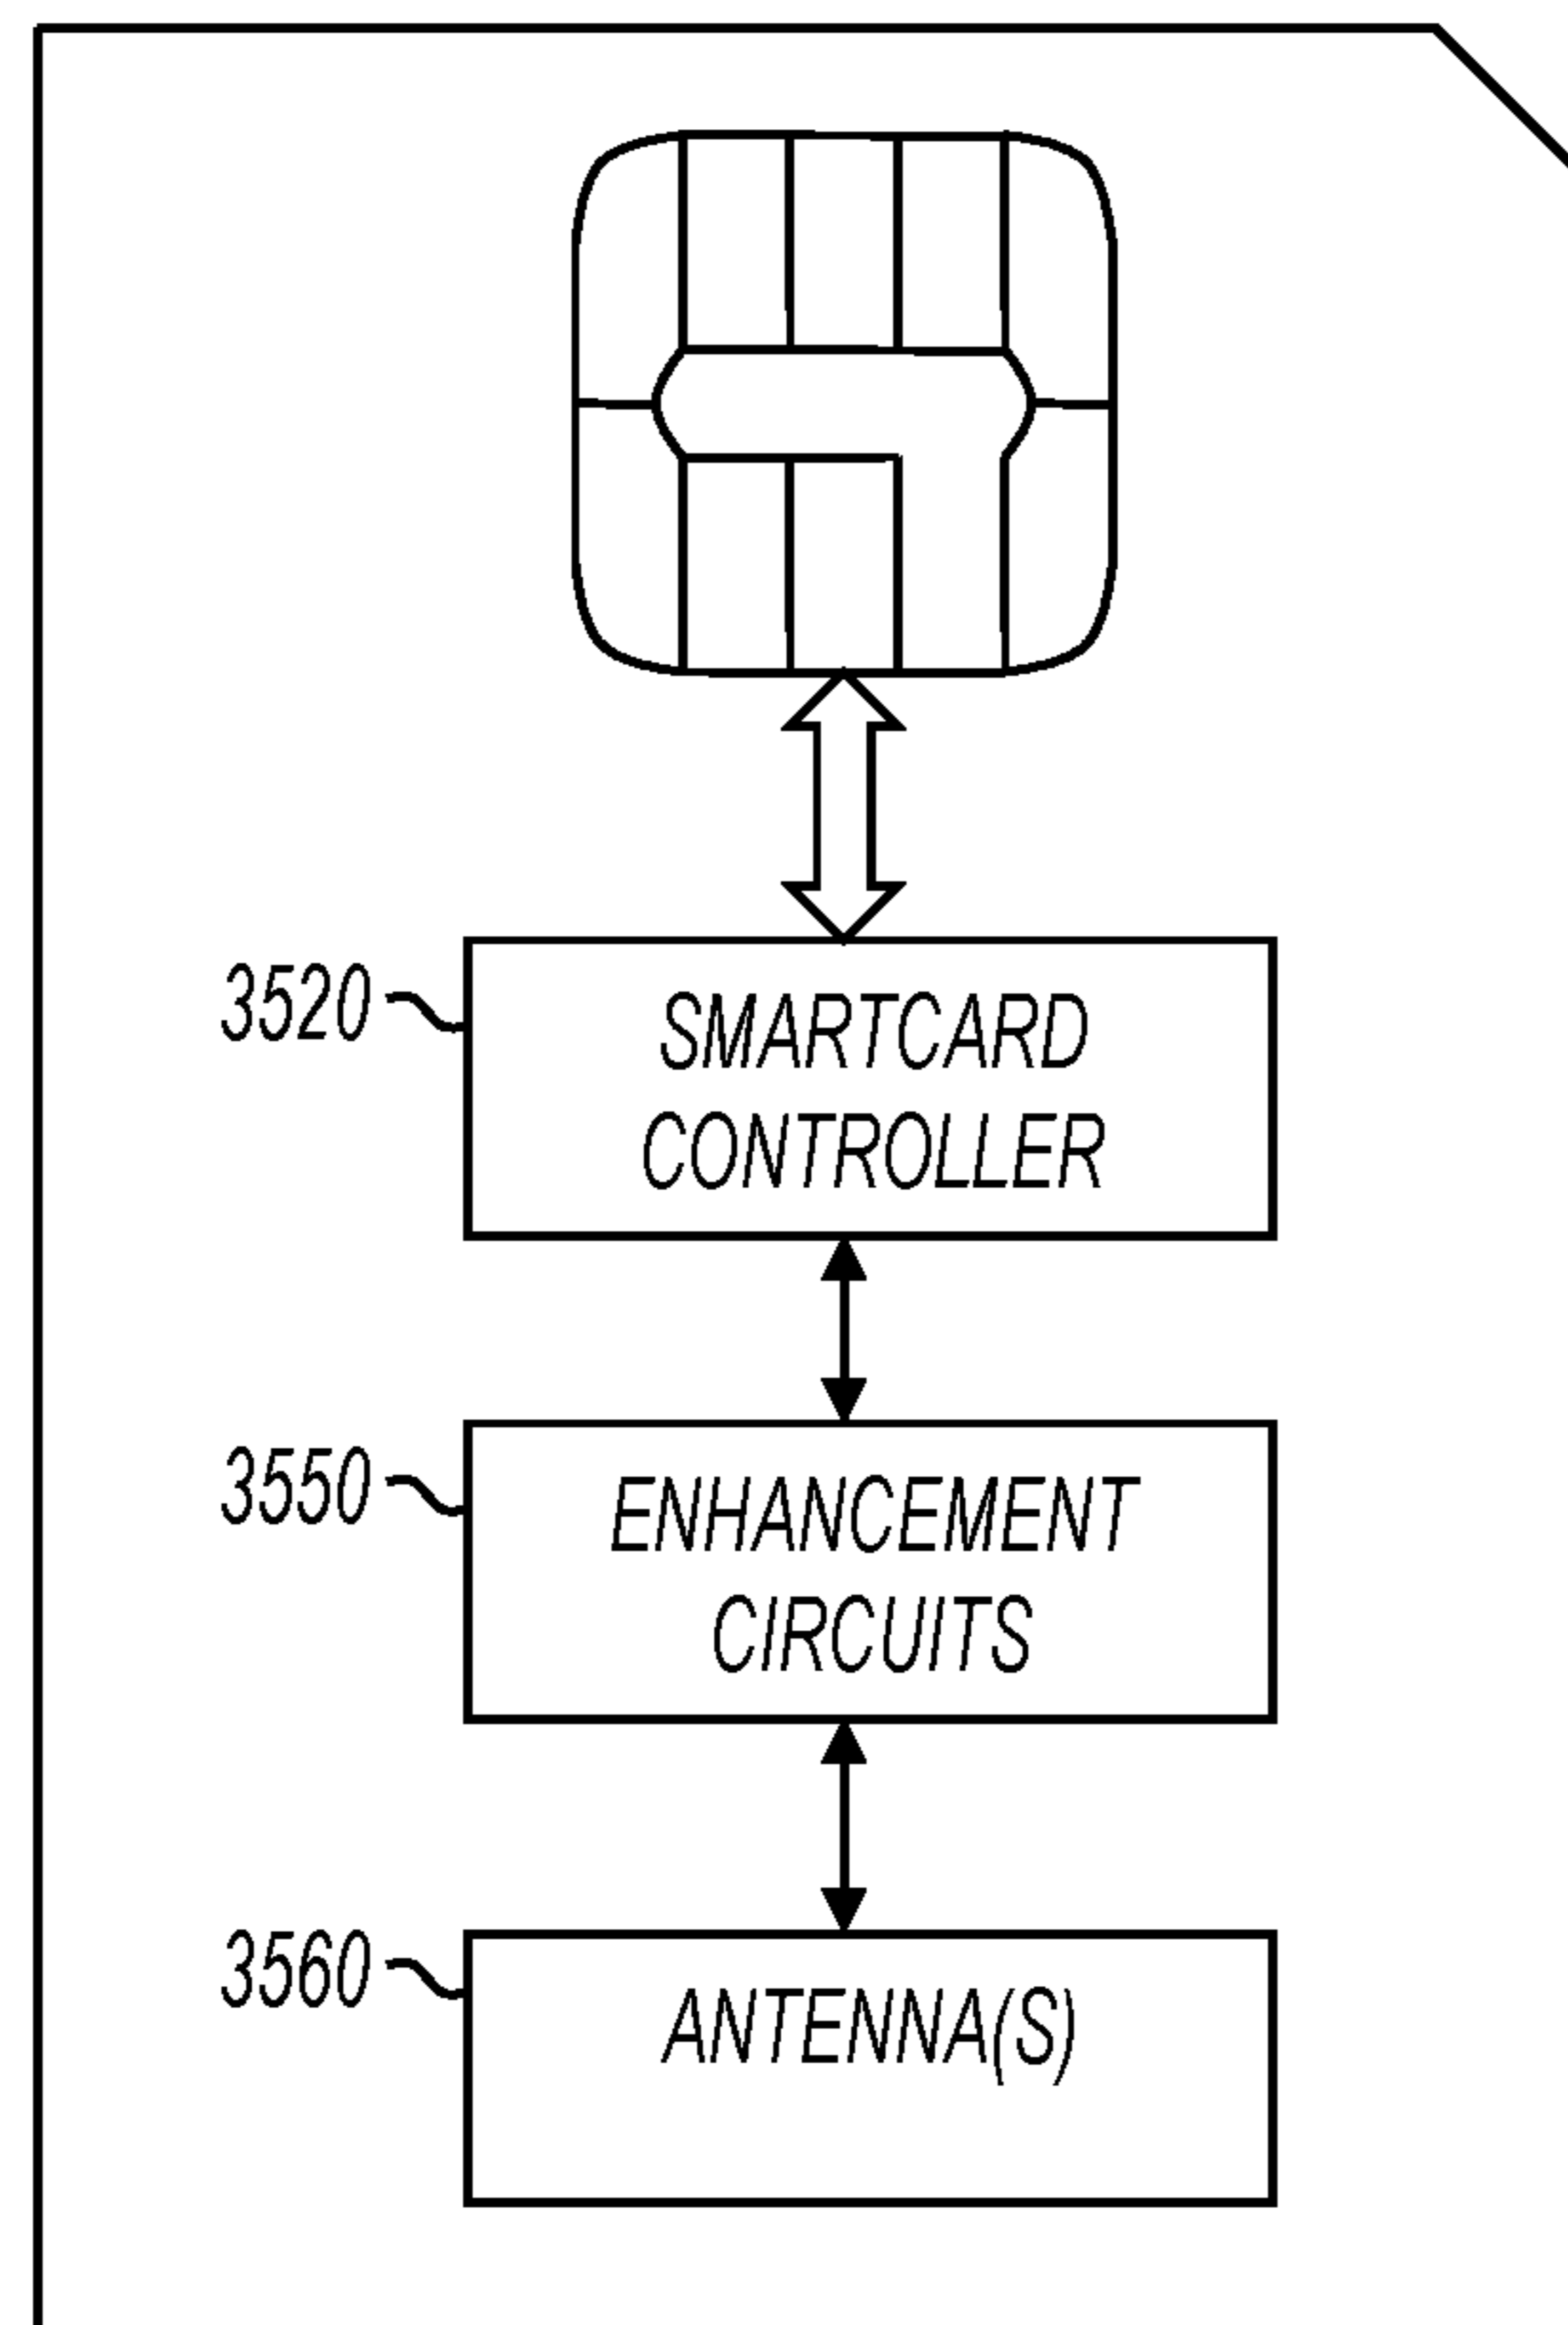 3520
SMARTCARD
CONTROLLER
3550
ENHANCEMENT
CIRCUITS
3560
ANTENNA(S)